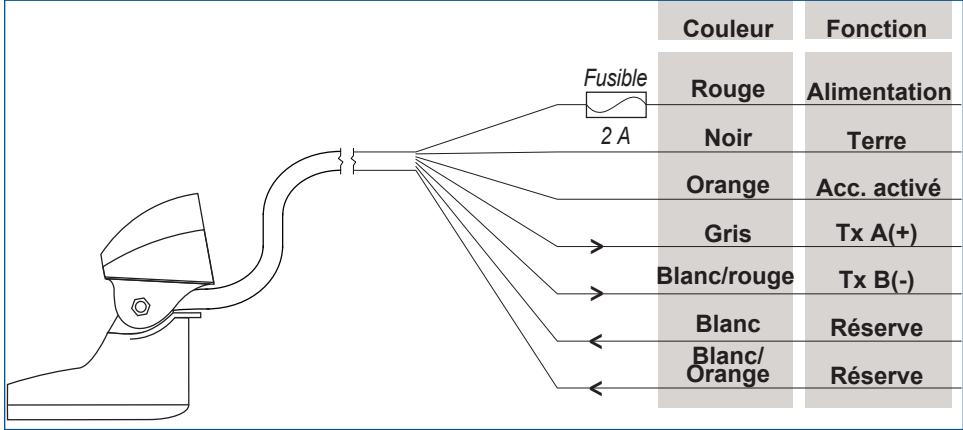 Couleur Fonction
Fusible
Rouge Alimentation
2 A
Noir Terre
Orange Acc. activé
Gris Tx A(+)
Blanc/rouge Tx B(-)
Blanc Réserve
Blanc/
Orange Réserve